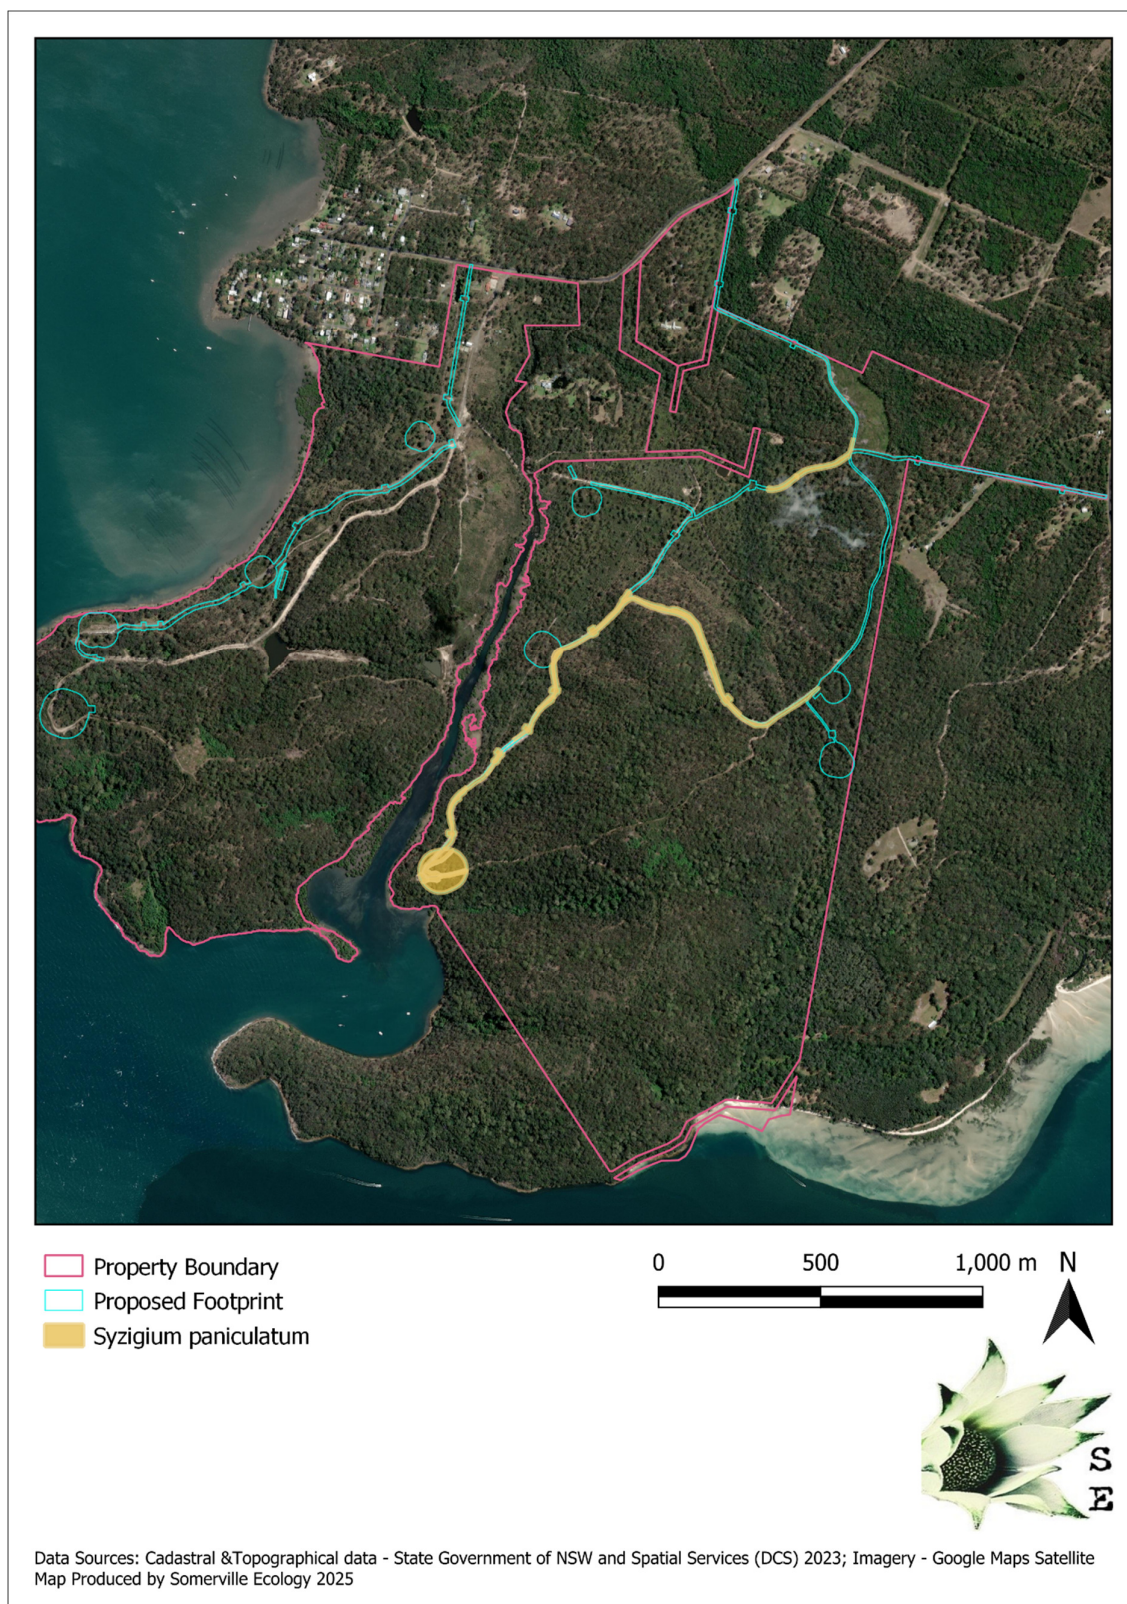 Property Boundary
Proposed Footprint
Syzigium paniculatum
0 500 1,000 m N
S
E
Data Sources: Cadastral &Topographical data - State Government of NSW and Spatial Services (DCS) 2023; Imagery - Google Maps Satellite
Map Produced by Somerville Ecology 2025